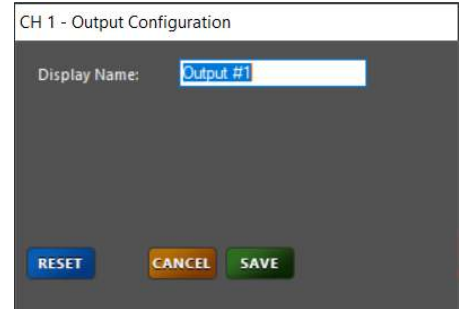 CH 1 - Output Configuration
Display Name: Output #1
RESET CANCEL SAVE